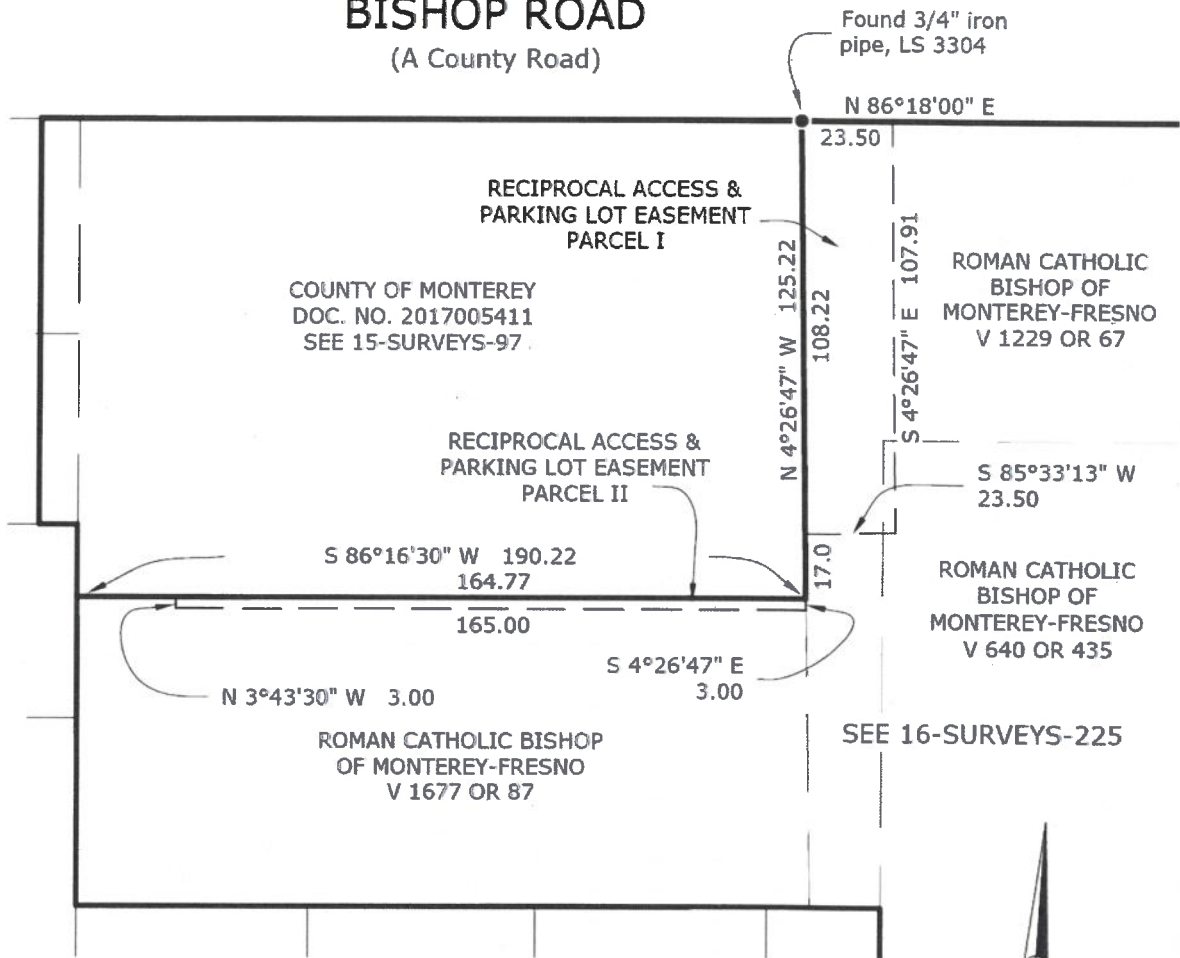 BISHOP ROAD
(A County Road)
Found 3/4" iron
pipe, LS 3304
N 86°18'00" E
23.50
RECIPROCAL ACCESS &
PARKING LOT EASEMENT
PARCEL I
N 4°26'47" W 125.22
108.22
S 4°26'47" E 107.91
ROMAN CATHOLIC
BISHOP OF
MONTEREY-FRESNO
V 1229 OR 67
COUNTY OF MONTEREY
DOC. NO. 2017005411
SEE 15-SURVEYS-97
RECIPROCAL ACCESS &
PARKING LOT EASEMENT
PARCEL II
S 85°33'13" W
23.50
S 86°16'30" W 190.22
164.77
17.0
165.00
ROMAN CATHOLIC
BISHOP OF
MONTEREY-FRESNO
V 640 OR 435
S 4°26'47" E
3.00
N 3°43'30" W 3.00
ROMAN CATHOLIC BISHOP
OF MONTEREY-FRESNO
V 1677 OR 87
SEE 16-SURVEYS-225